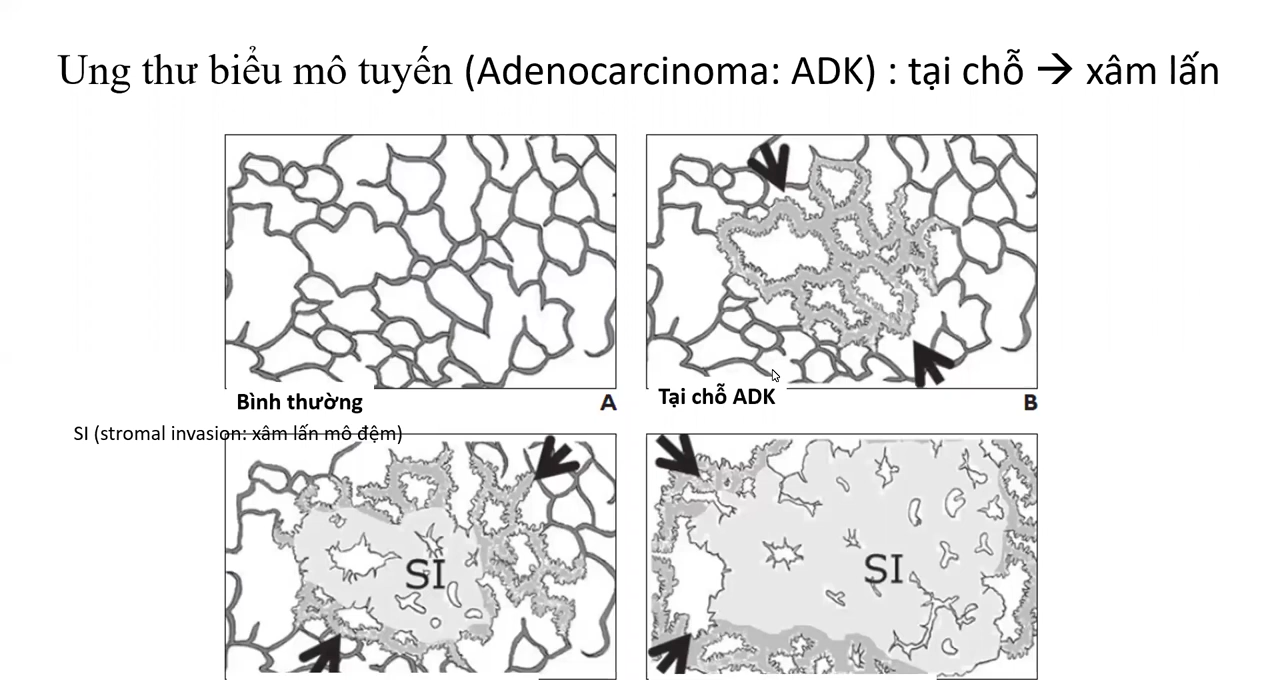 Ung thư biểu mô tuyến (Adenocarcinoma: ADK) : tại chỗ → xâm lấn
Bình thường
A
Tại chỗ ADK
B
SI (stromal invasion: xâm lấn mô đệm)
SI
SI